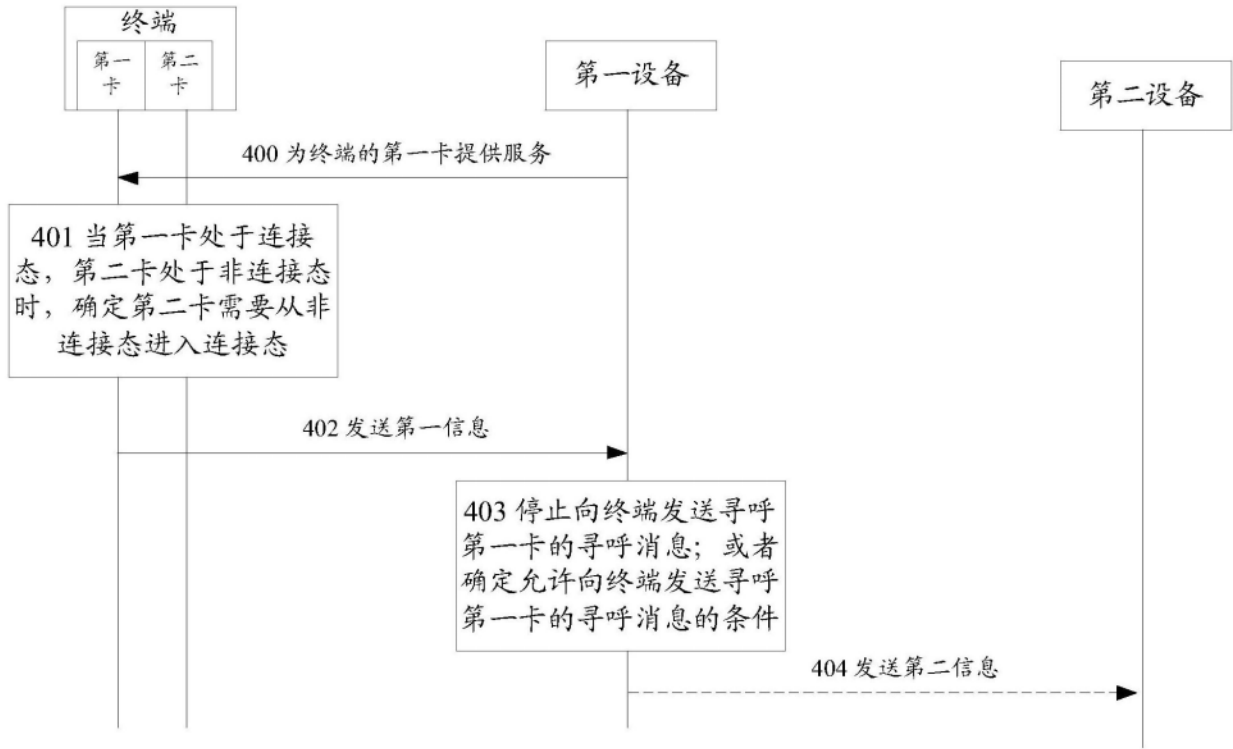 终端
第一
卡
第二
卡
第一设备
第二设备
400 为终端的第一卡提供服务
401 当第一卡处于连接
态，第二卡处于非连接态
时，确定第二卡需要从非
连接态进入连接态
402 发送第一信息
403 停止向终端发送寻呼
第一卡的寻呼消息；或者
确定允许向终端发送寻呼
第一卡的寻呼消息的条件
404 发送第二信息